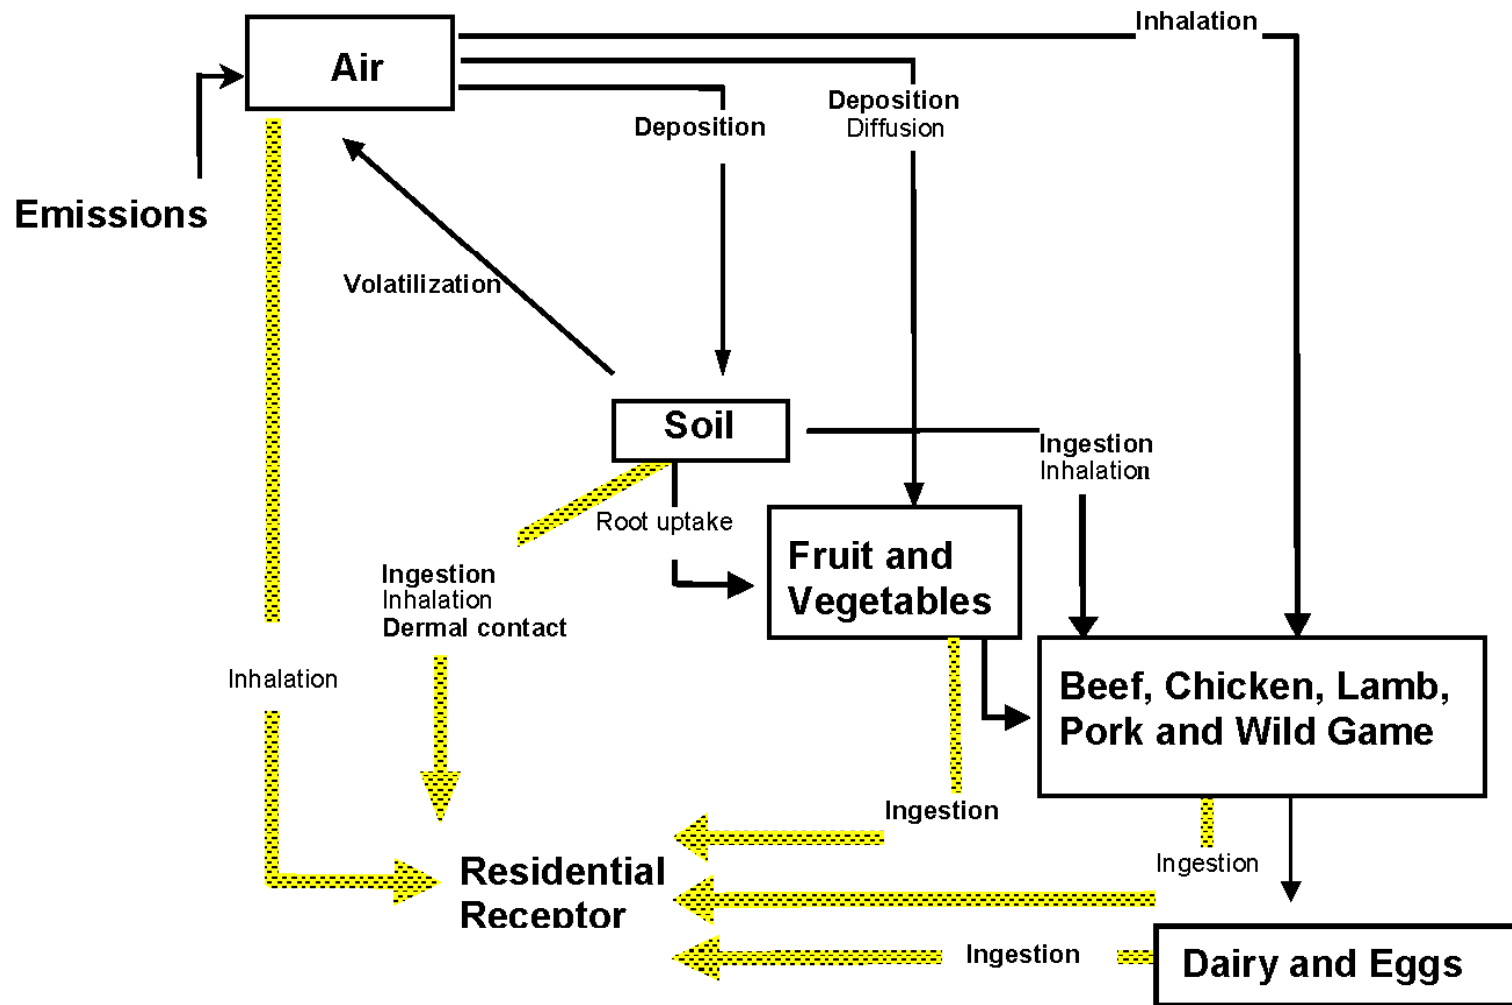 Inhalation
Air
Deposition
Diffusion
Deposition
Emissions
Volatilization
Soil
Ingestion
Inhalation
Root uptake
Fruit and
Vegetables
Ingestion
Inhalation
Dermal contact
Inhalation
Beef, Chicken, Lamb,
Pork and Wild Game
Ingestion
Ingestion
Residential
Receptor
Ingestion
Dairy and Eggs